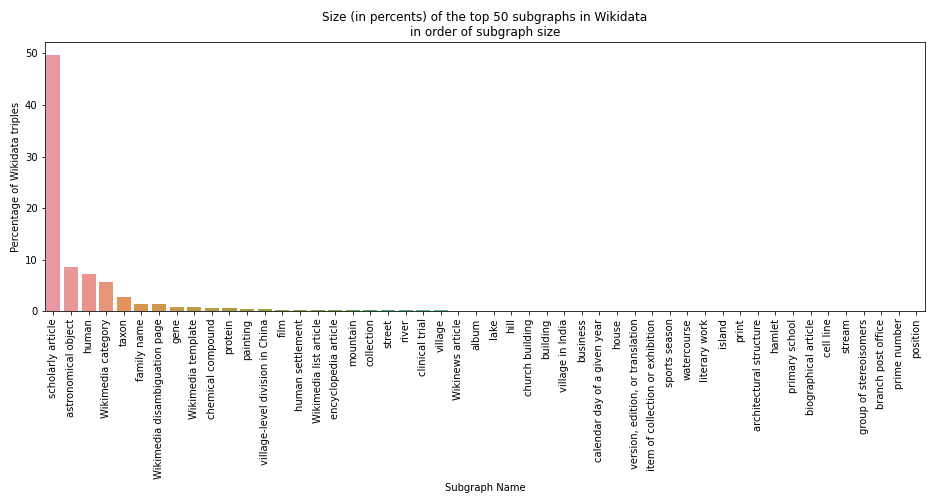 Size (in percents) of the top 50 subgraphs in Wikidata
in order of subgraph size
Percentage of Wikidata triples
50
40
30
20
10
0
scholarly article
astronomical object
human
Wikimedia category
taxon
family name
Wikimedia disambiguation page
gene
Wikimedia template
chemical compound
protein
painting
village-level division in China
film
human settlement
Wikimedia list article
encyclopedia article
mountain
collection
street
river
clinical trial
village
Wikinews article
album
lake
hill
church building
building
village in India
business
calendar day of a given year
house
version, edition, or translation
item of collection or exhibition
sports season
watercourse
literary work
island
print
architectural structure
hamlet
primary school
biographical article
cell line
stream
group of stereoisomers
branch post office
prime number
position
Subgraph Name